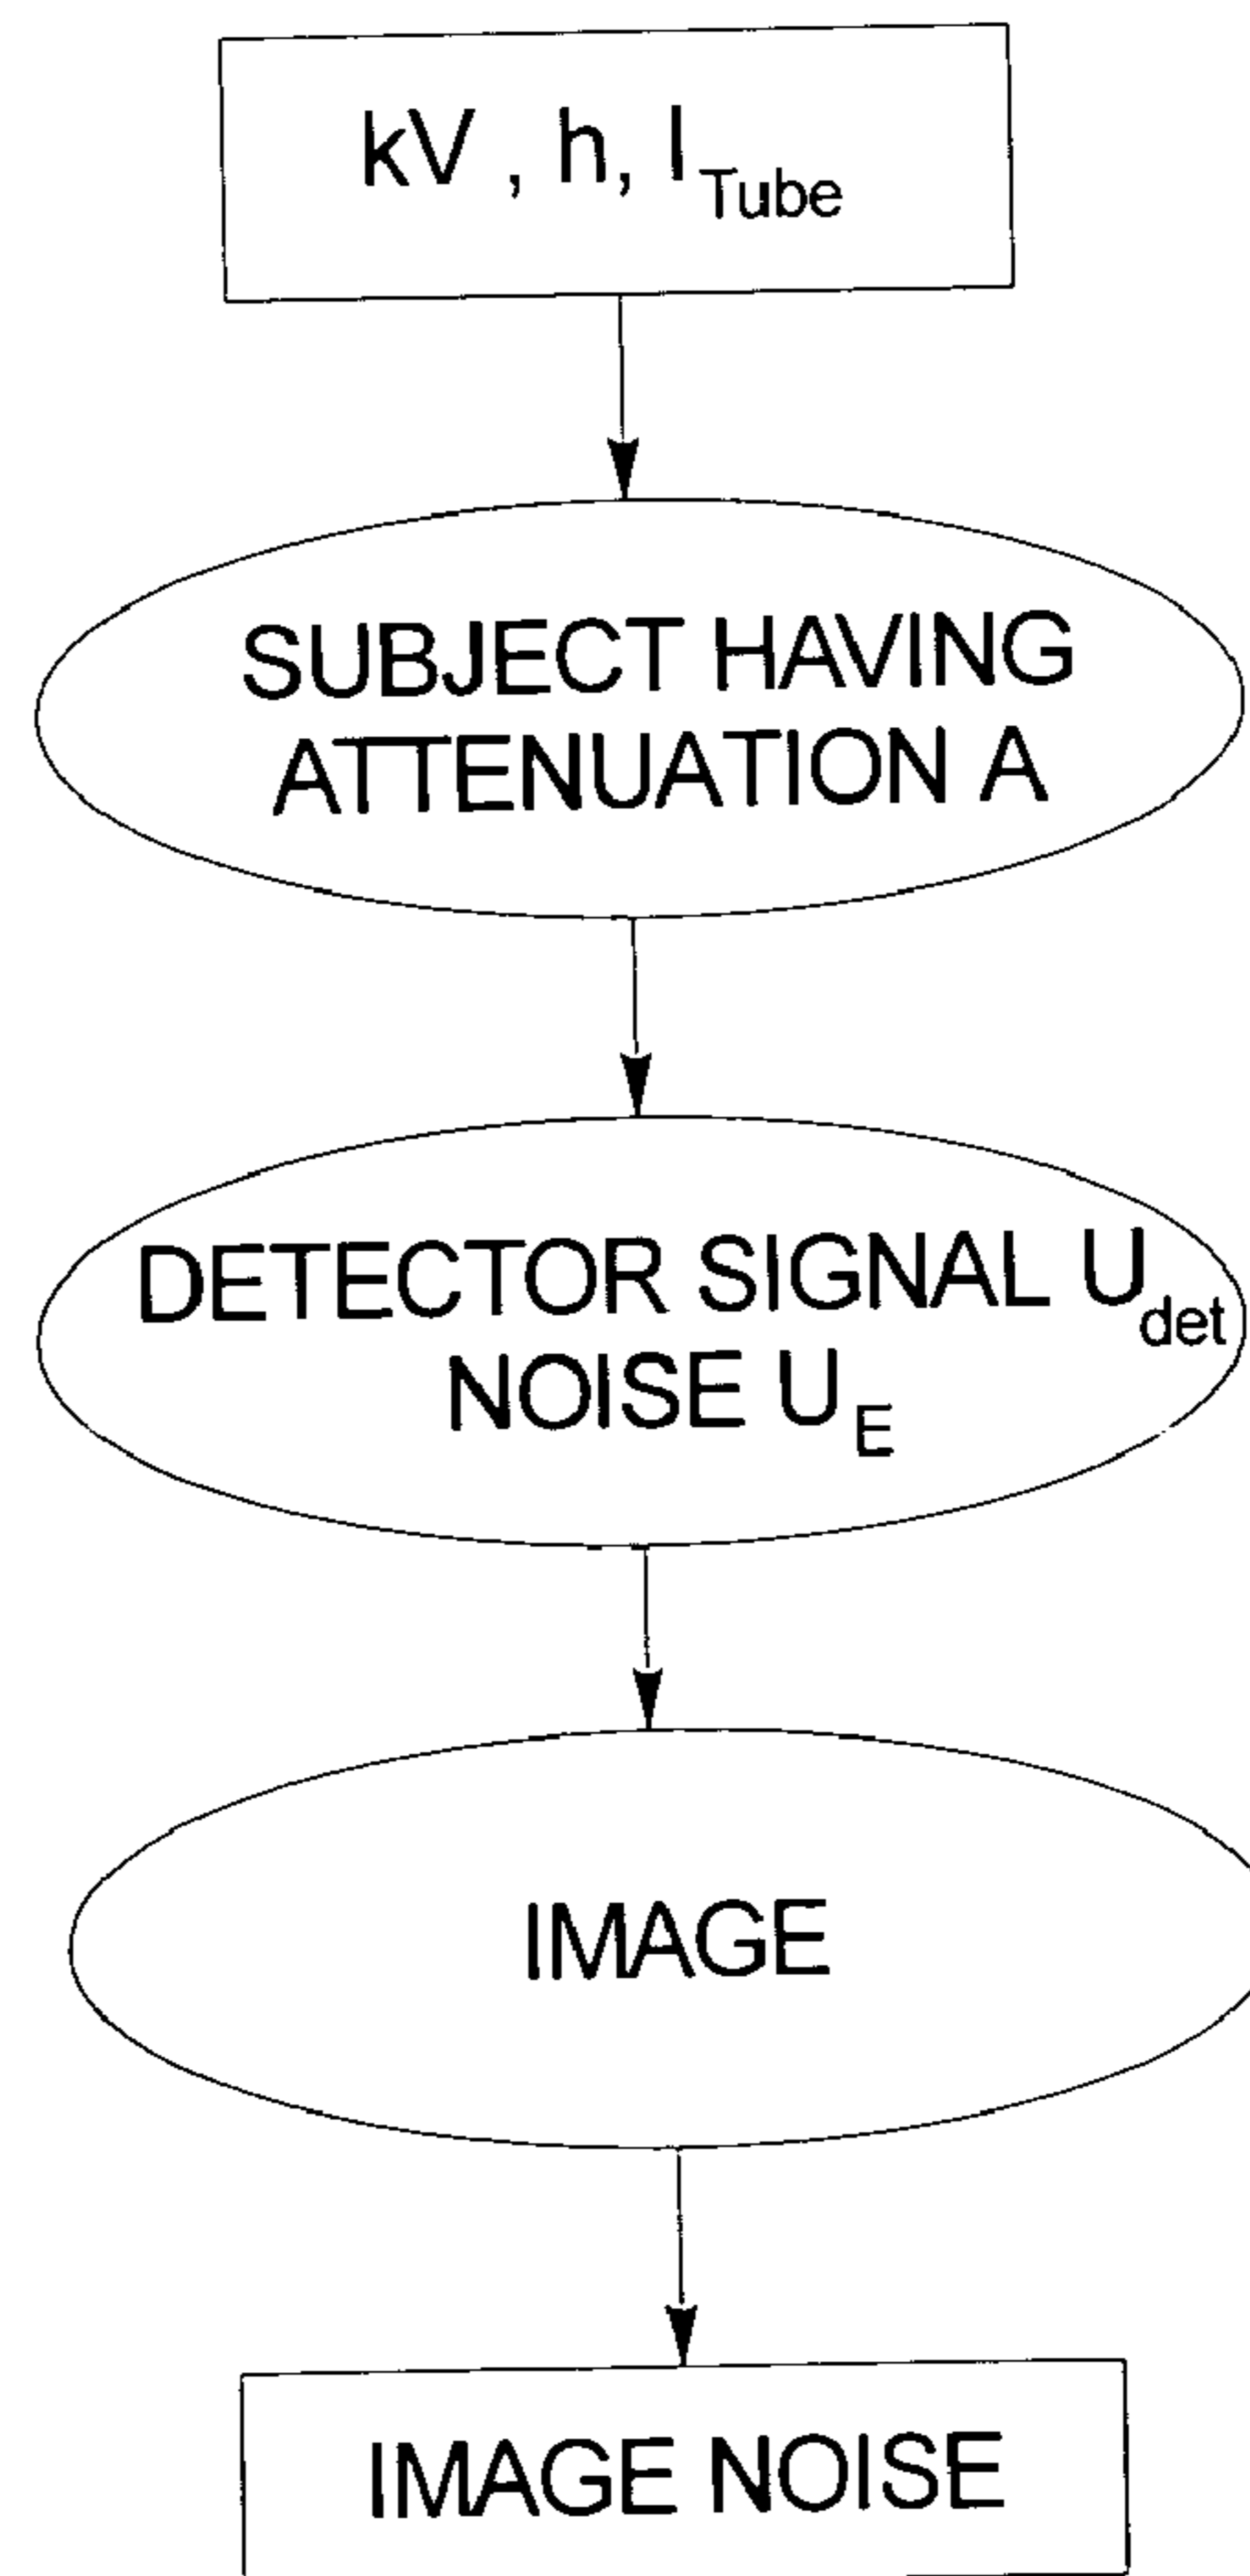 kV , h, I Tube
SUBJECT HAVING
ATTENUATION A
DETECTOR SIGNAL U det
NOISE U E
IMAGE
IMAGE NOISE